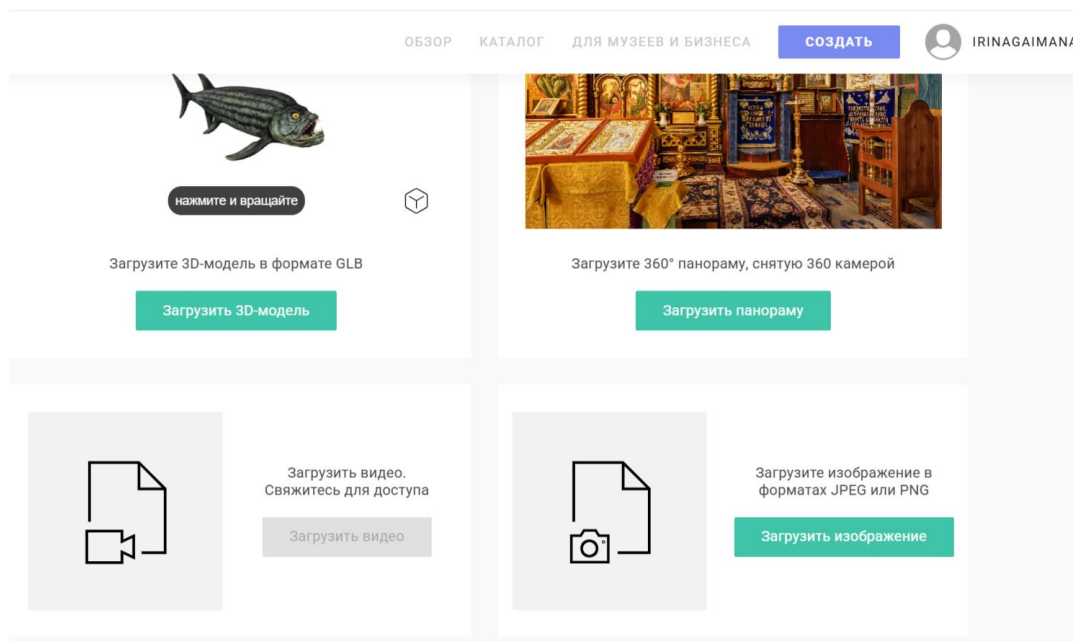 ОБЗОР КАТАЛОГ ДЛЯ МУЗЕЕВ И БИЗНЕСА СОЗДАТЬ IRINAGAIMANA
нажмите и вращайте
Загрузите 3D-модель в формате GLB
Загрузить 3D-модель
Загрузите 360° панораму, снятую 360 камерой
Загрузить панораму
Загрузить видео.
Свяжитесь для доступа
Загрузить видео
Загрузите изображение в
форматах JPEG или PNG
Загрузить изображение